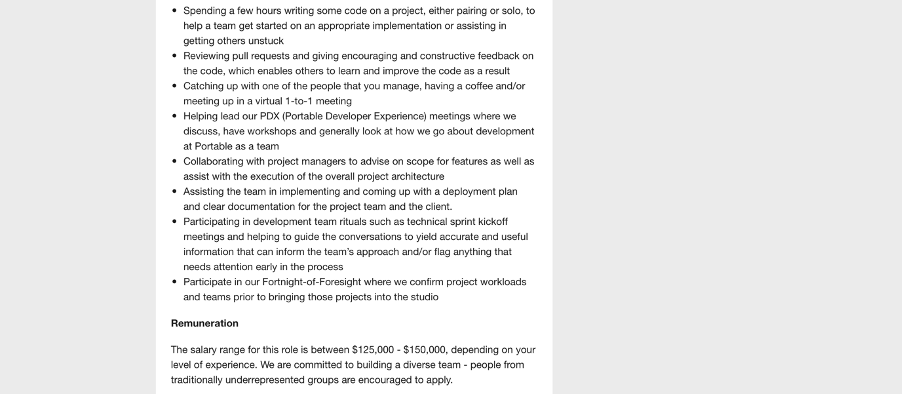 • Spending a few hours writing some code on a project, either pairing or solo, to
help a team get started on an appropriate implementation or assisting in
getting others unstuck
• Reviewing pull requests and giving encouraging and constructive feedback on
the code, which enables others to learn and improve the code as a result
• Catching up with one of the people that you manage, having a coffee and/or
meeting up in a virtual 1-to-1 meeting
• Helping lead our PDX (Portable Developer Experience) meetings where we
discuss, have workshops and generally look at how we go about development
at Portable as a team
• Collaborating with project managers to advise on scope for features as well as
assist with the execution of the overall project architecture
• Assisting the team in implementing and coming up with a deployment plan
and clear documentation for the project team and the client.
• Participating in development team rituals such as technical sprint kickoff
meetings and helping to guide the conversations to yield accurate and useful
information that can inform the team's approach and/or flag anything that
needs attention early in the process
• Participate in our Fortnight-of-Foresight where we confirm project workloads
and teams prior to bringing those projects into the studio
Remuneration
The salary range for this role is between $125,000 - $150,000, depending on your
level of experience. We are committed to building a diverse team - people from
traditionally underrepresented groups are encouraged to apply.